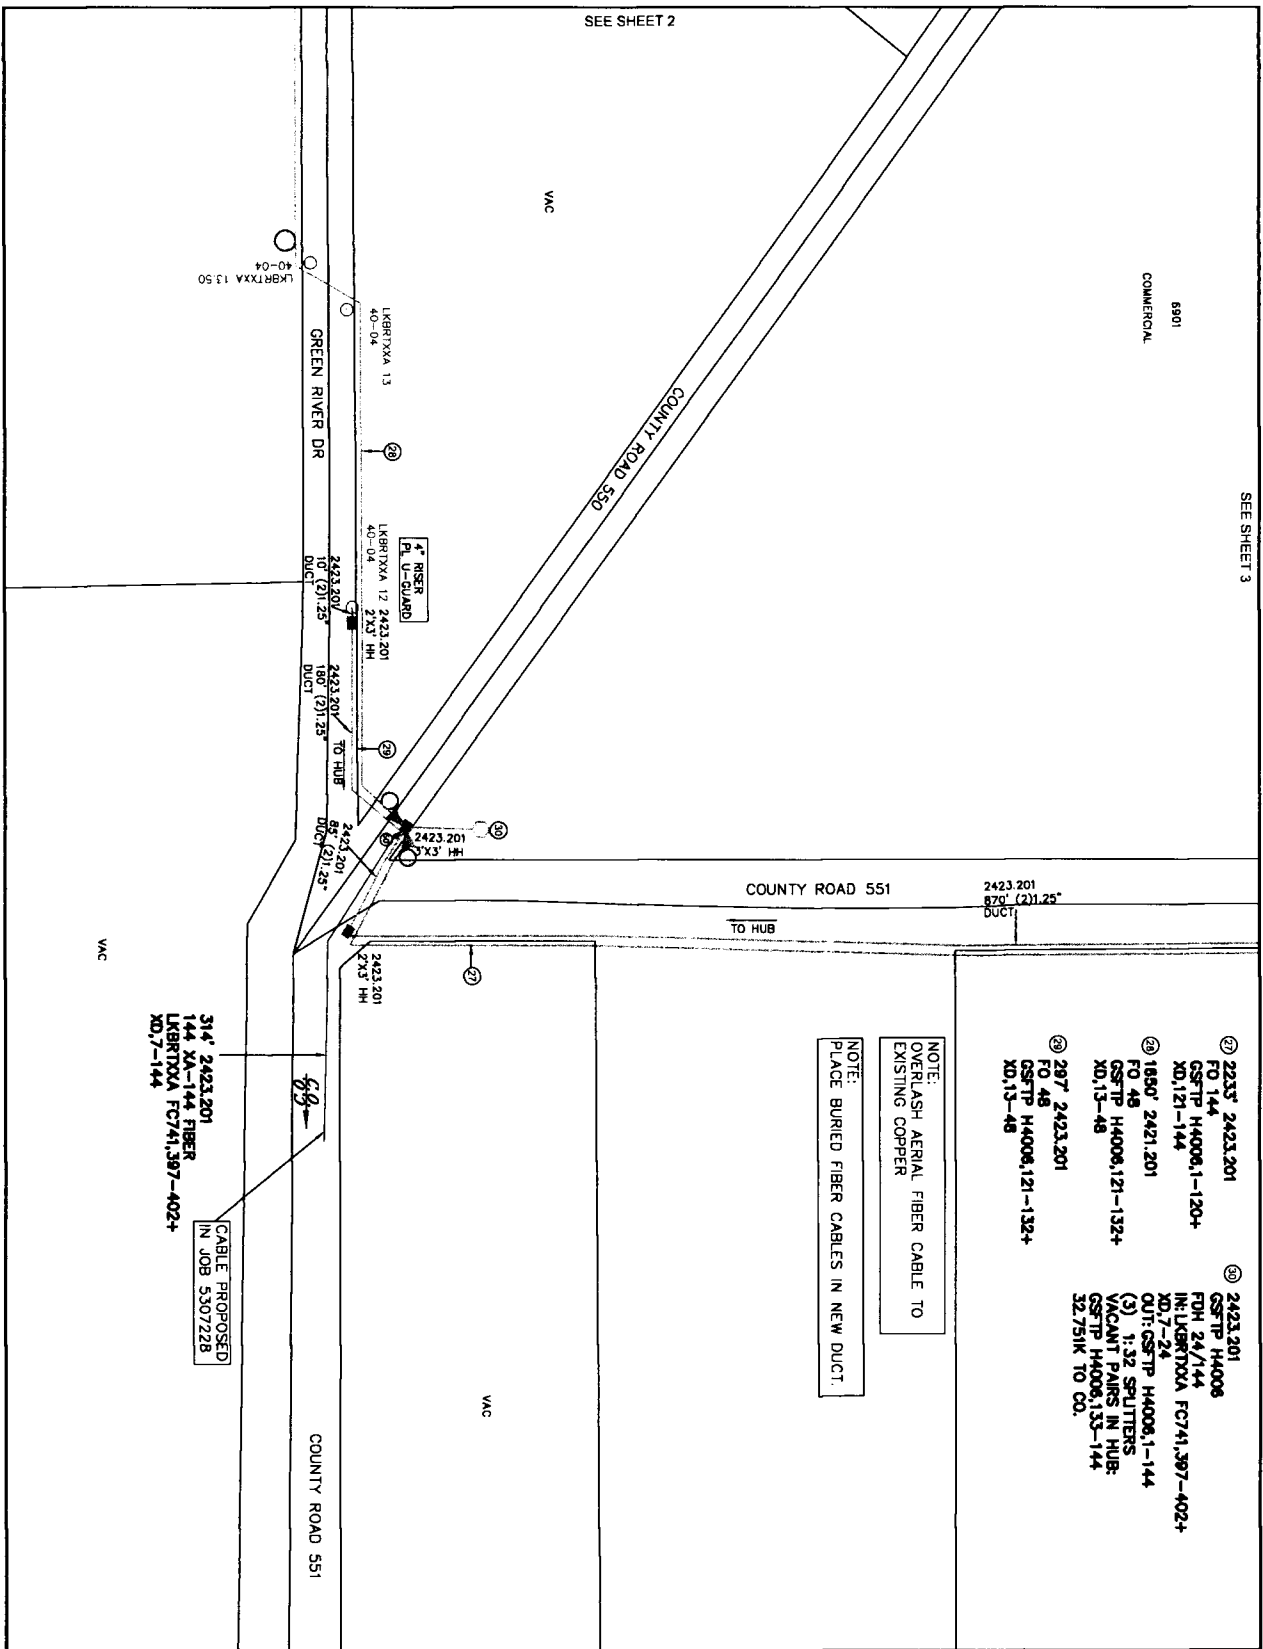 SEE SHEET 2
SEE SHEET 3
6901
COMMERCIAL
VAC
COUNTY ROAD 550
LKBRTXXA 13.50
40-04
LKBRTXXA 13
40-04
GREEN RIVER DR
28
4" RISER
PL U-GUARD
LKBRTXXA 12
40-04
2423.201
2'X3' HH
2423.201
10' (2)1.25"
DUCT
2423.201
180' (2)1.25"
DUCT
TO HUB
29
30
2423.201
3'X3' HH
2423.201
85' (2)1.25"
DUCT
COUNTY ROAD 551
TO HUB
2423.201
870' (2)1.25"
DUCT
2423.201
2'X3' HH
27
VAC
314' 2423.201
144 XA-144 FIBER
LKBRTXXA FC741,397-402+
XD,7-144
CABLE PROPOSED
IN JOB 5307228
COUNTY ROAD 551
VAC
NOTE:
OVERLASH AERIAL FIBER CABLE TO
EXISTING COPPER
NOTE:
PLACE BURIED FIBER CABLES IN NEW DUCT.
27 2233' 2423.201
FO 144
GSFTP H4006,1-120+
XD,121-144
28 1650' 2421.201
FO 48
GSFTP H4006,121-132+
XD,13-48
29 297' 2423.201
FO 48
GSFTP H4006,121-132+
XD,13-48
30 2423.201
GSFTP H4006
FDH 24/144
IN:LKBRTXXA FC741,397-402+
XD,7-24
OUT:GSFTP H4006,1-144
(3) 1:32 SPLITTERS
VACANT PAIRS IN HUB:
GSFTP H4006,133-144
32.751K TO CO.